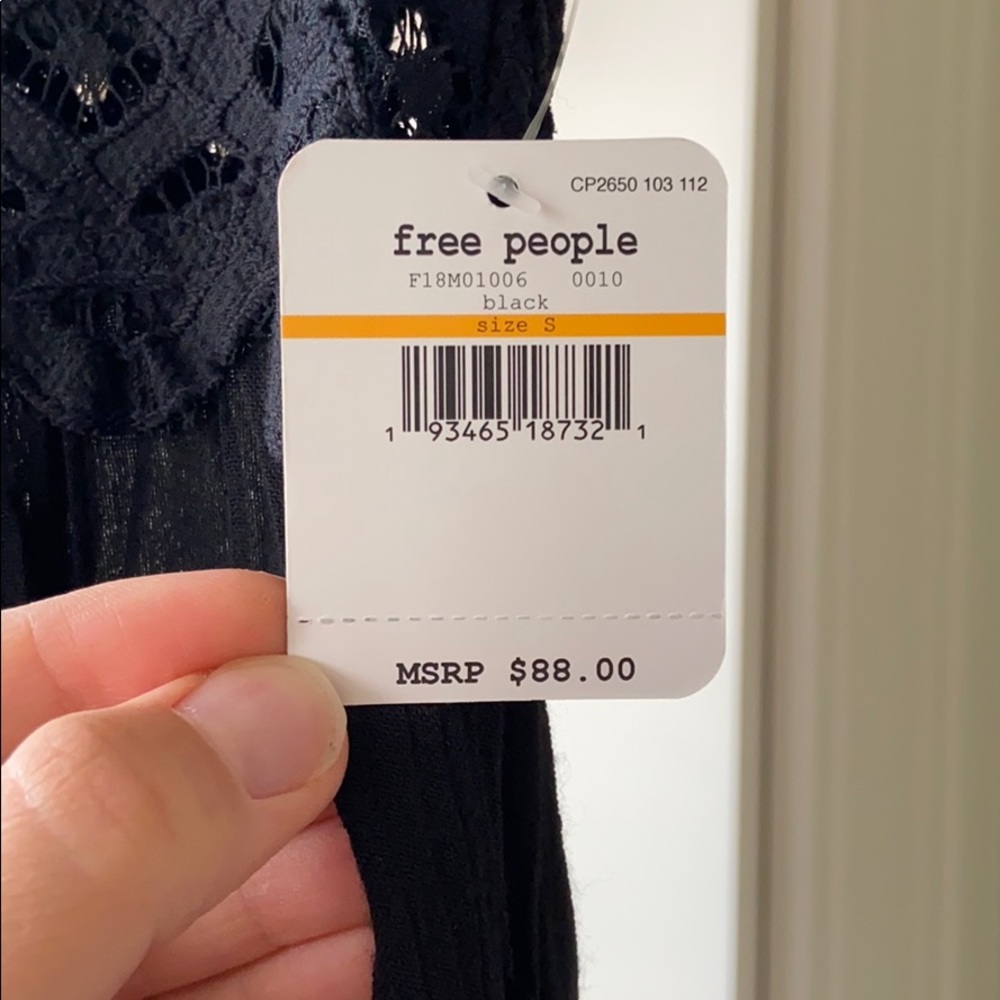 CP2650 103 112
free people
F18M01006 0010
black
size S
1 93465 18732 1
MSRP $88.00